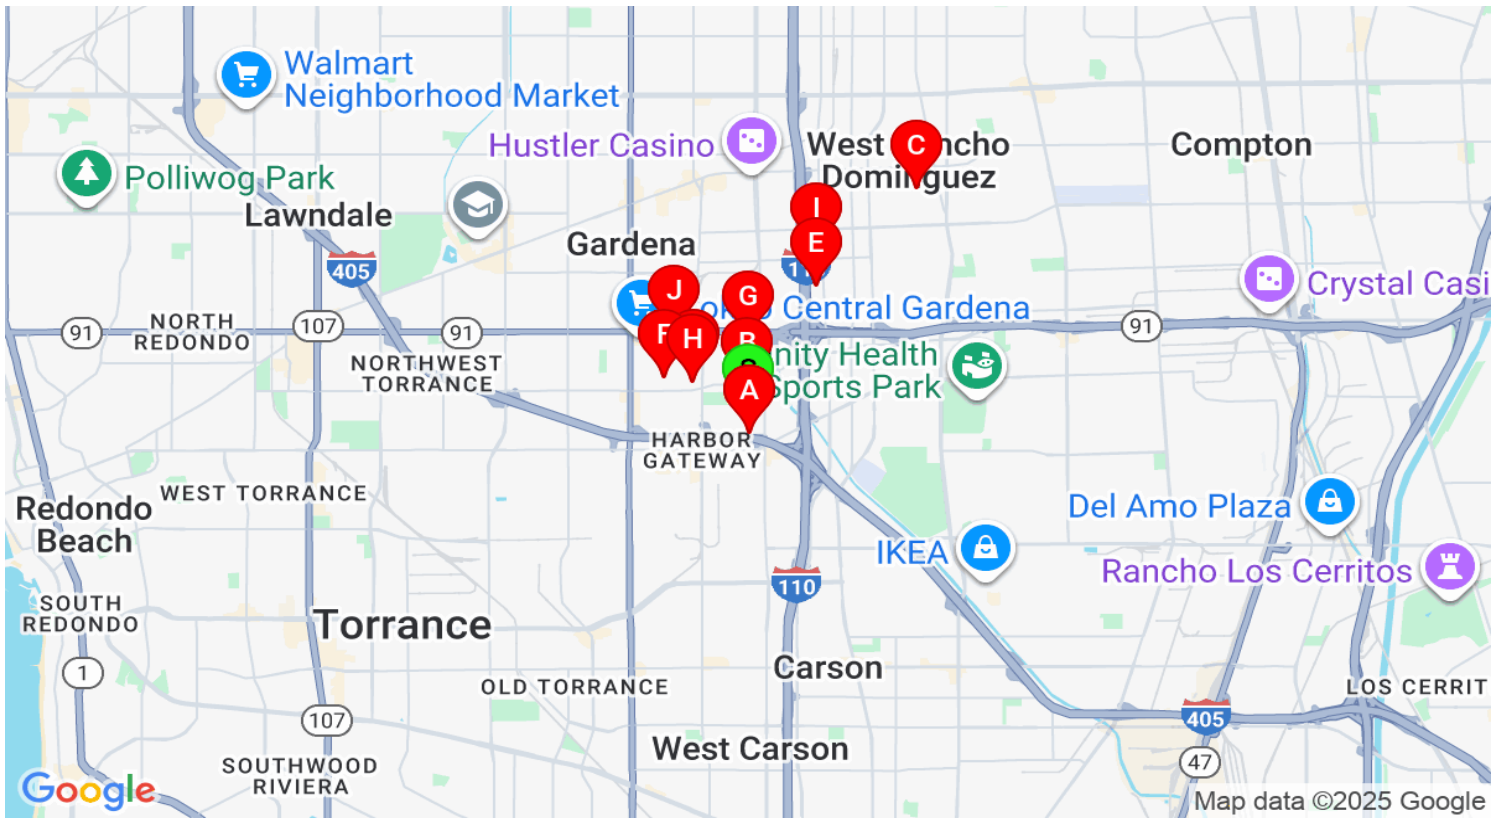 Walmart
Neighborhood Market
Hustler Casino
West
Dominguez
C
Compton
Polliwog Park
Lawndale
I
E
Gardena
405
Crystal Casi
J
G
Central Gardena
91
NORTH
REDONDO
107
91
F
H
B
91
NORTHWEST
TORRANCE
S
nity Health
Sports Park
A
HARBOR
GATEWAY
WEST TORRANCE
Redondo
Beach
Del Amo Plaza
IKEA
110
Rancho Los Cerritos
SOUTH
REDONDO
Torrance
1
Carson
OLD TORRANCE
LOS CERRIT
107
405
West Carson
SOUTHWOOD
RIVIERA
47
Google
Map data ©2025 Google